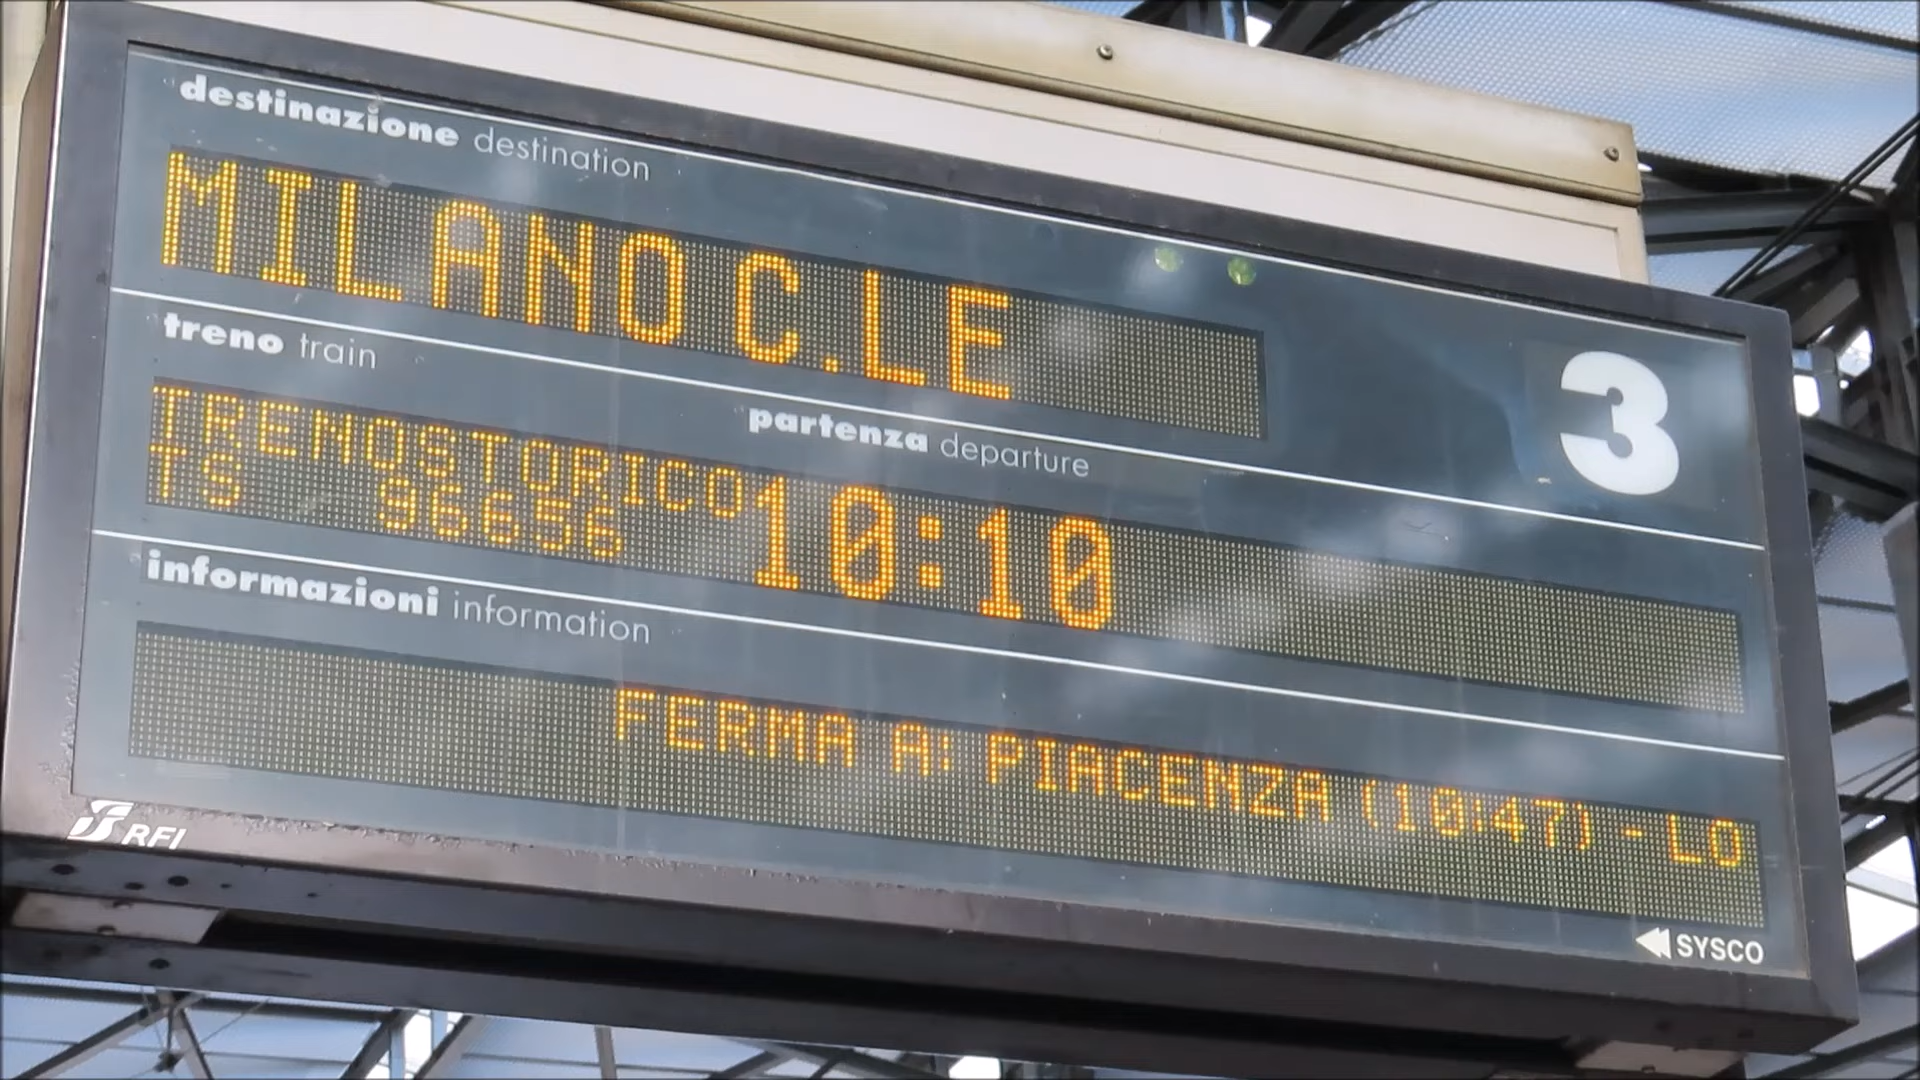 destinazione destination
MILANO C.LE
3
treno train
partenza departure
TRENOSTORICO
TS 96656
10:10
informazioni information
FERMA A: PIACENZA (10:47) - LO
RFI
SYSCO